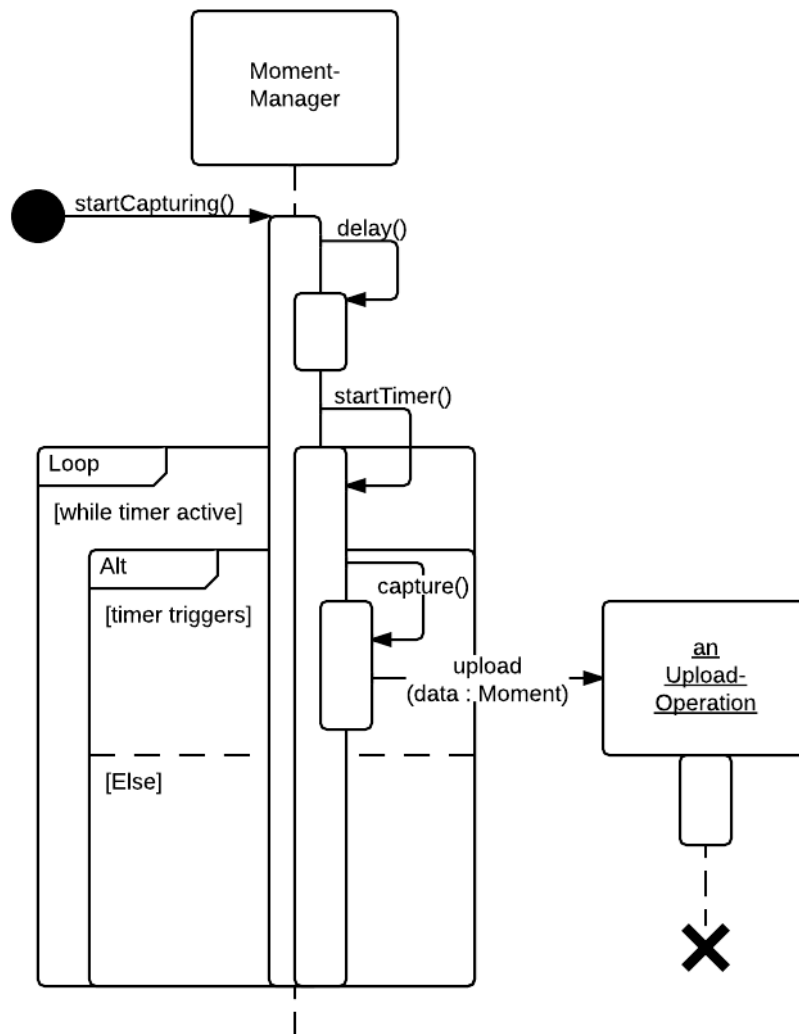 Moment-
Manager
startCapturing()
delay()
startTimer()
Loop
[while timer active]
Alt
capture()
[timer triggers]
an
Upload-
Operation
upload
(data : Moment)
[Else]